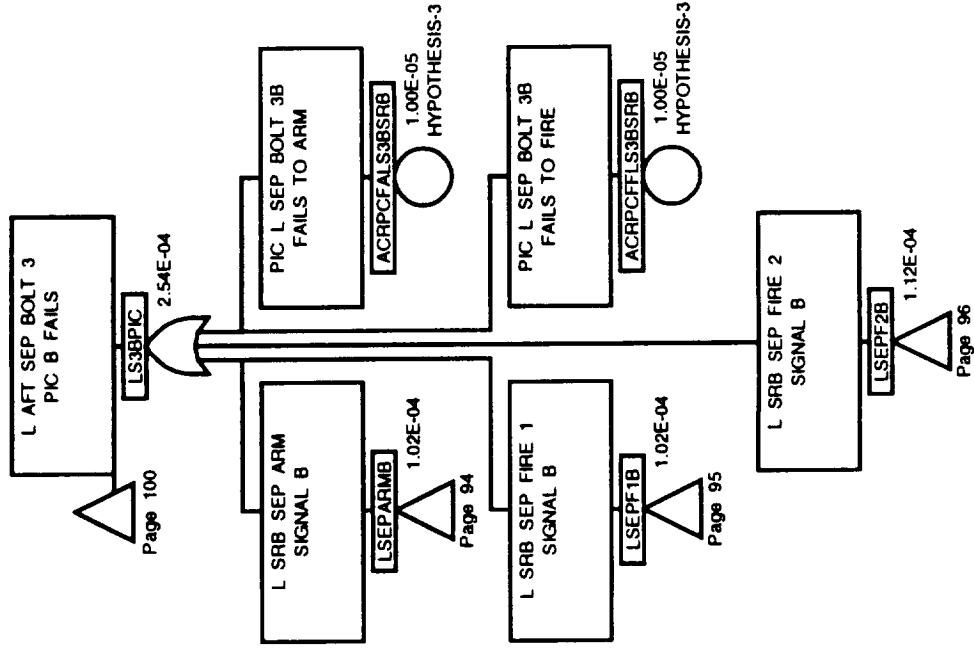 L AFT SEP BOLT 3
PIC B FAILS
LS3BPIC
2.54E-04
Page 100
L SRB SEP ARM
SIGNAL B
LSEPARMB
1.02E-04
Page 94
PIC L SEP BOLT 3B
FAILS TO ARM
ACRPCFALS3BSRB
1.00E-05
HYPOTHESIS-3
L SRB SEP FIRE 1
SIGNAL B
LSEPF1B
1.02E-04
Page 95
PIC L SEP BOLT 3B
FAILS TO FIRE
ACRPCFFLS3BSRB
1.00E-05
HYPOTHESIS-3
L SRB SEP FIRE 2
SIGNAL B
LSEPF2B
1.12E-04
Page 96